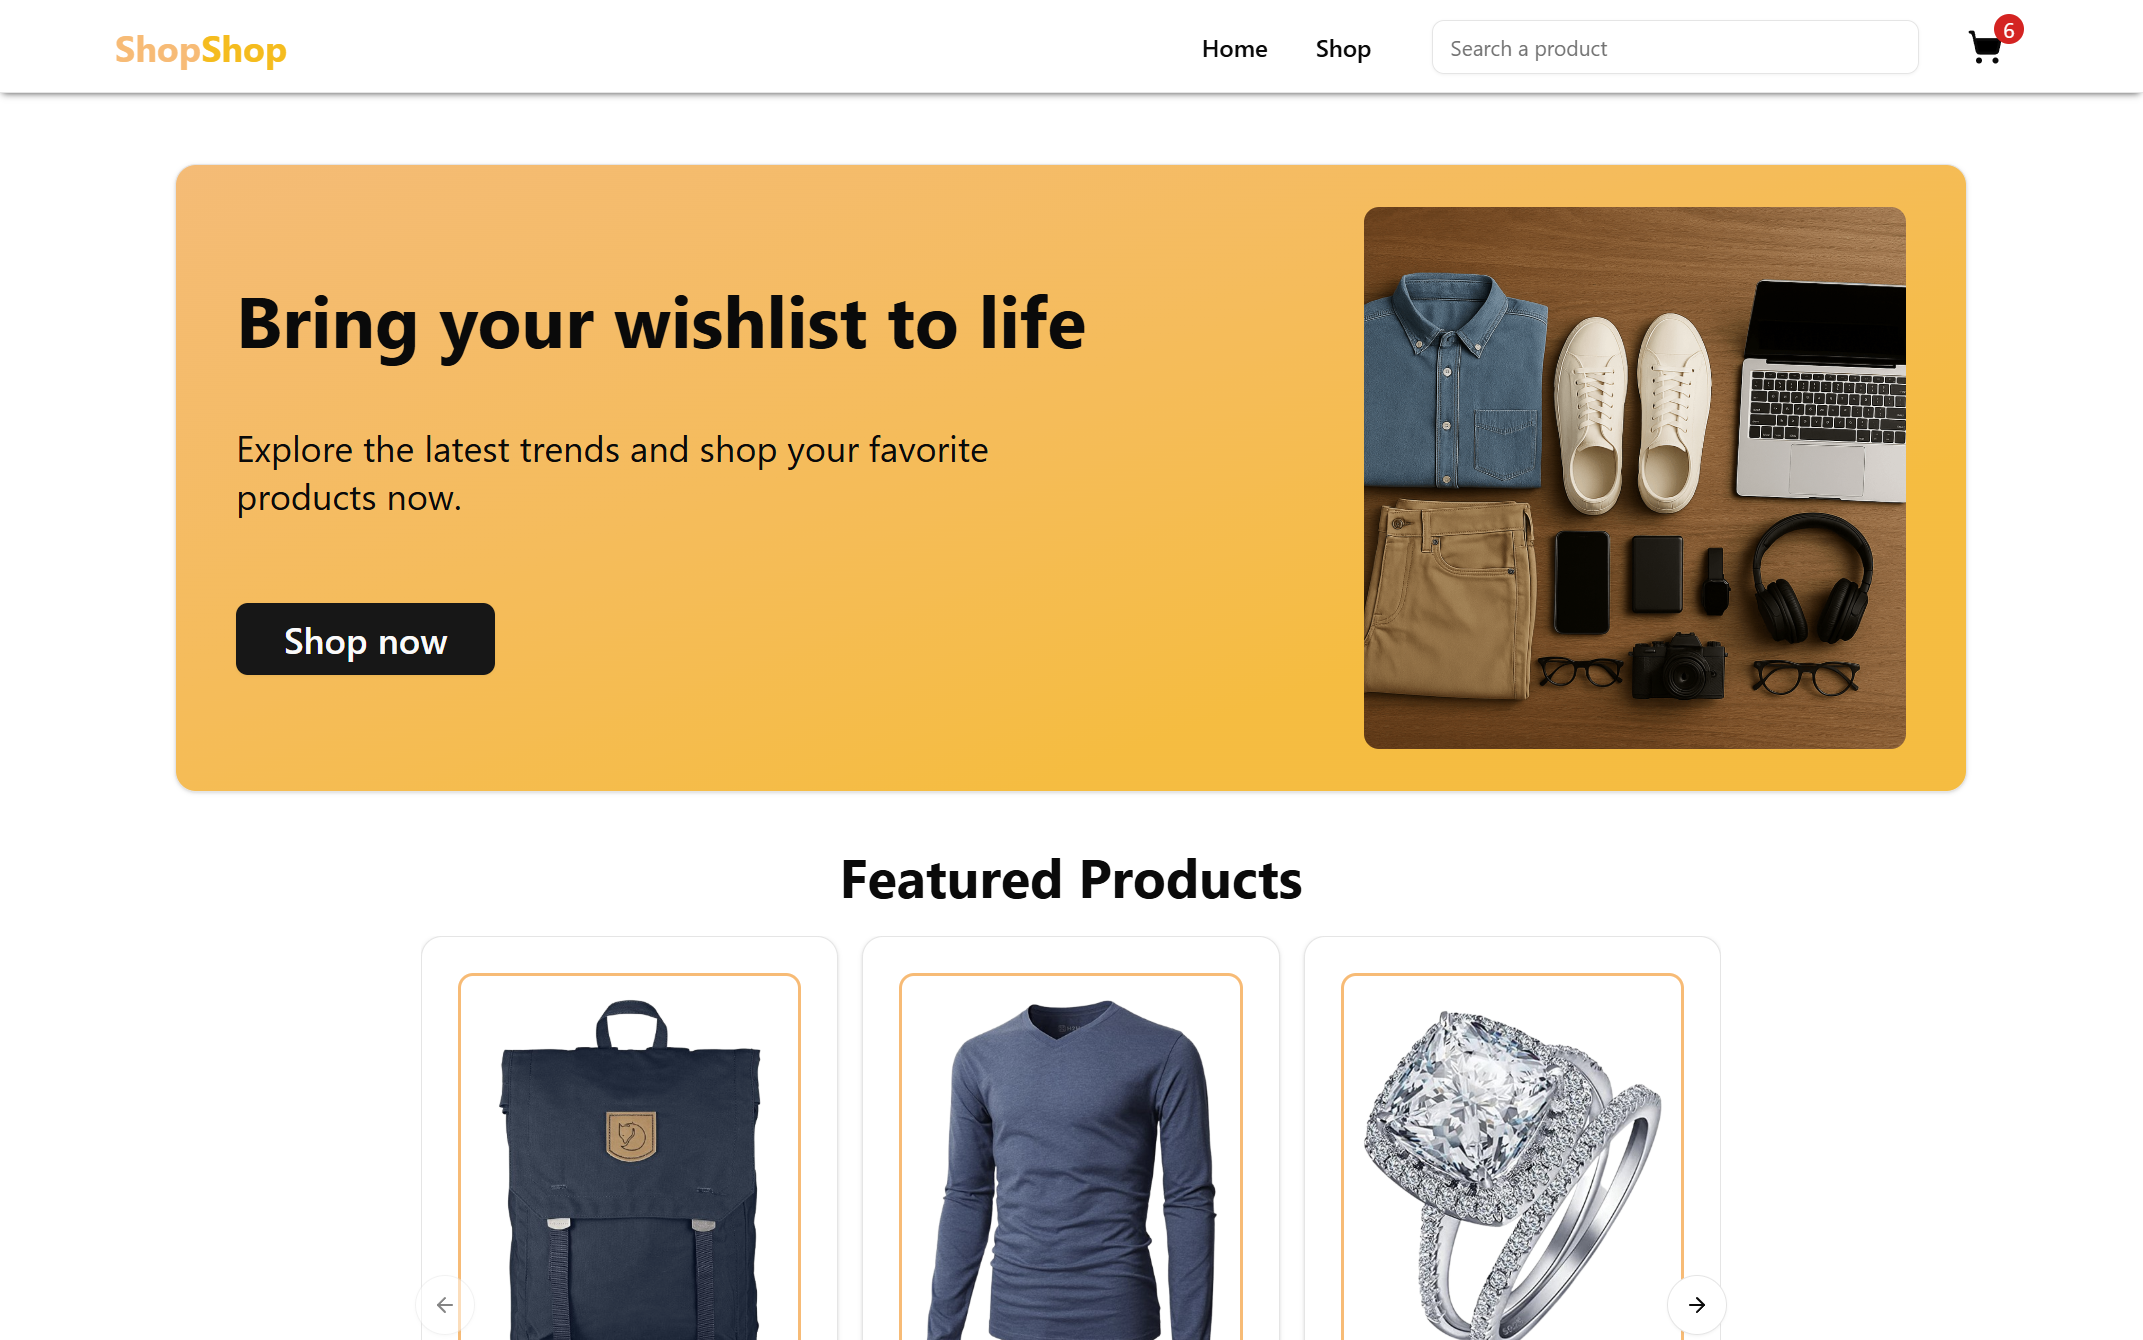 ShopShop
Home
Shop
Search a product
6
Bring your wishlist to life
Explore the latest trends and shop your favorite
products now.
Shop now
Featured Products